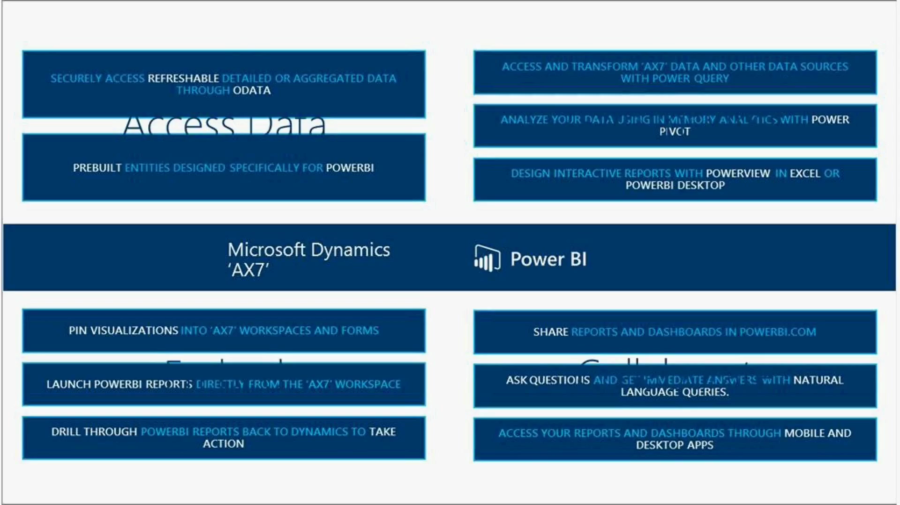 SECURELY ACCESS REFRESHABLE DETAILED OR AGGREGATED DATA
THROUGH ODATA
Access Data
PREBUILT ENTITIES DESIGNED SPECIFICALLY FOR POWERBI
ACCESS AND TRANSFORM 'AX7' DATA AND OTHER DATA SOURCES
WITH POWER QUERY
ANALYZE YOUR DATA USING IN MEMORY ANALYTICS WITH POWER
PIVOT
DESIGN INTERACTIVE REPORTS WITH POWERVIEW IN EXCEL OR
POWERBI DESKTOP
Microsoft Dynamics
'AX7'
Power BI
PIN VISUALIZATIONS INTO 'AX7' WORKSPACES AND FORMS
LAUNCH POWERBI REPORTS DIRECTLY FROM THE 'AX7' WORKSPACE
DRILL THROUGH POWERBI REPORTS BACK TO DYNAMICS TO TAKE
ACTION
SHARE REPORTS AND DASHBOARDS IN POWERBI.COM
ASK QUESTIONS AND GET IMMEDIATE ANSWERS WITH NATURAL
LANGUAGE QUERIES.
ACCESS YOUR REPORTS AND DASHBOARDS THROUGH MOBILE AND
DESKTOP APPS